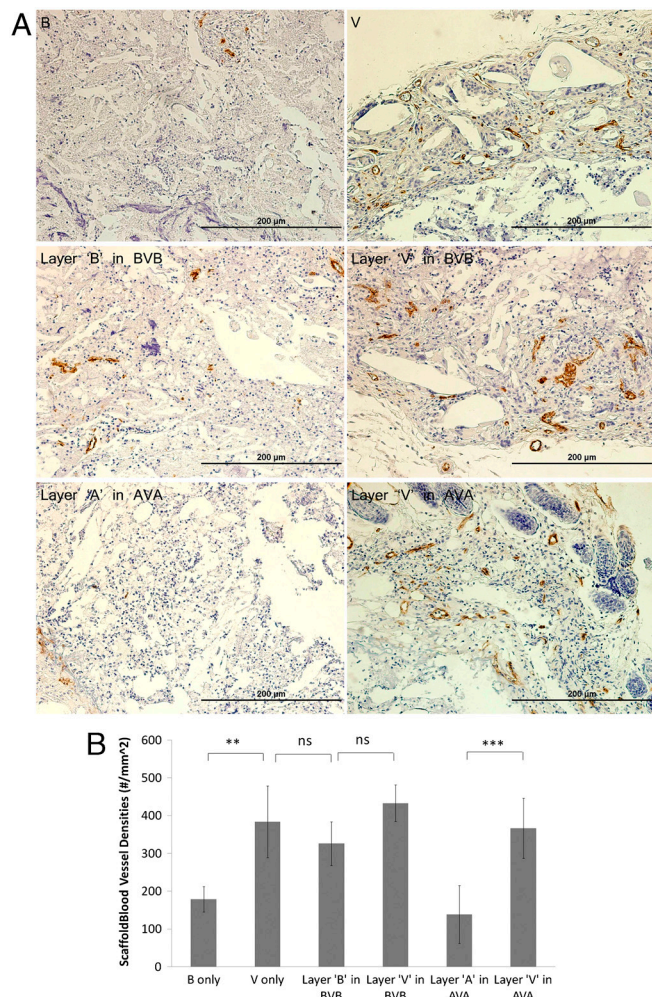 A
B
V
200 µm
200 µm
Layer 'B' in BVB
Layer 'V' in BVB
200 µm
200 µm
Layer 'A' in AVA
Layer 'V' in AVA
200 µm
200 µm
B
ScaffoldBlood Vessel Densities (#/mm^2)
600
500
400
300
200
100
0
**
ns
ns
***
B only
V only
Layer 'B' in
BVB
Layer 'V' in
BVB
Layer 'A' in
AVA
Layer 'V' in
AVA